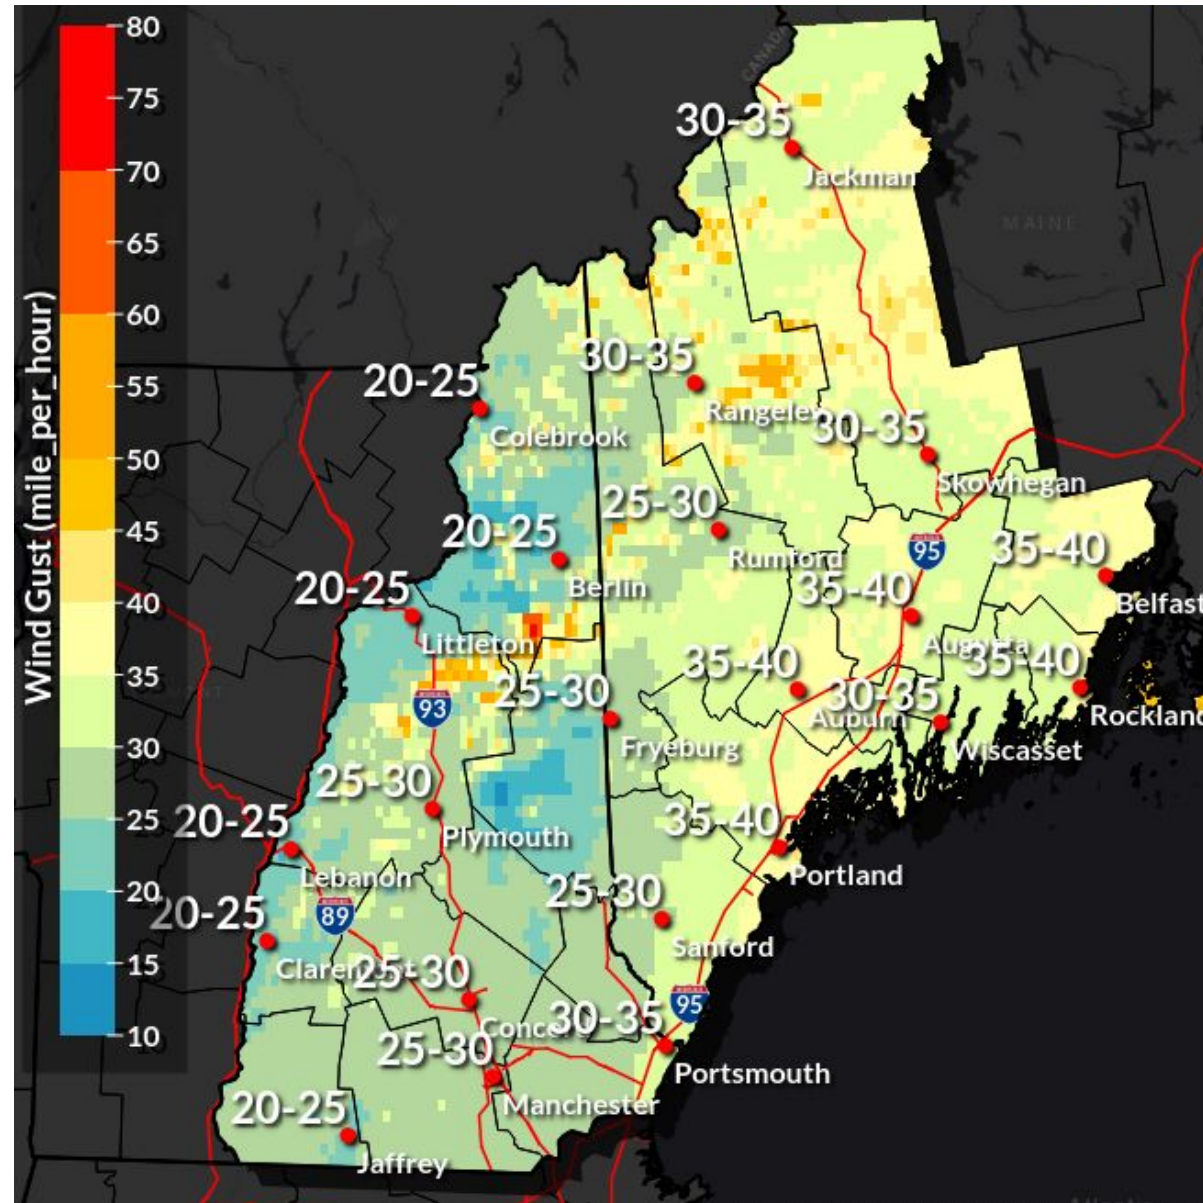 Wind Gust (mile_per_hour)
80
75
70
65
60
55
50
45
40
35
30
25
20
15
10
CANADA
MAINE
30-35
Jackman
30-35
Rangeley
20-25
Colebrook
30-35
Skowhegan
25-30
Rumford
20-25
Berlin
95
35-40
Belfast
20-25
Littleton
35-40
Augusta
35-40
Rockland
35-40
Auburn
30-35
Wiscasset
93
25-30
Fryeburg
25-30
Plymouth
35-40
Portland
20-25
Lebanon
89
25-30
Sanford
20-25
Claremont
25-30
Concord
95
30-35
Portsmouth
25-30
Manchester
20-25
Jaffrey